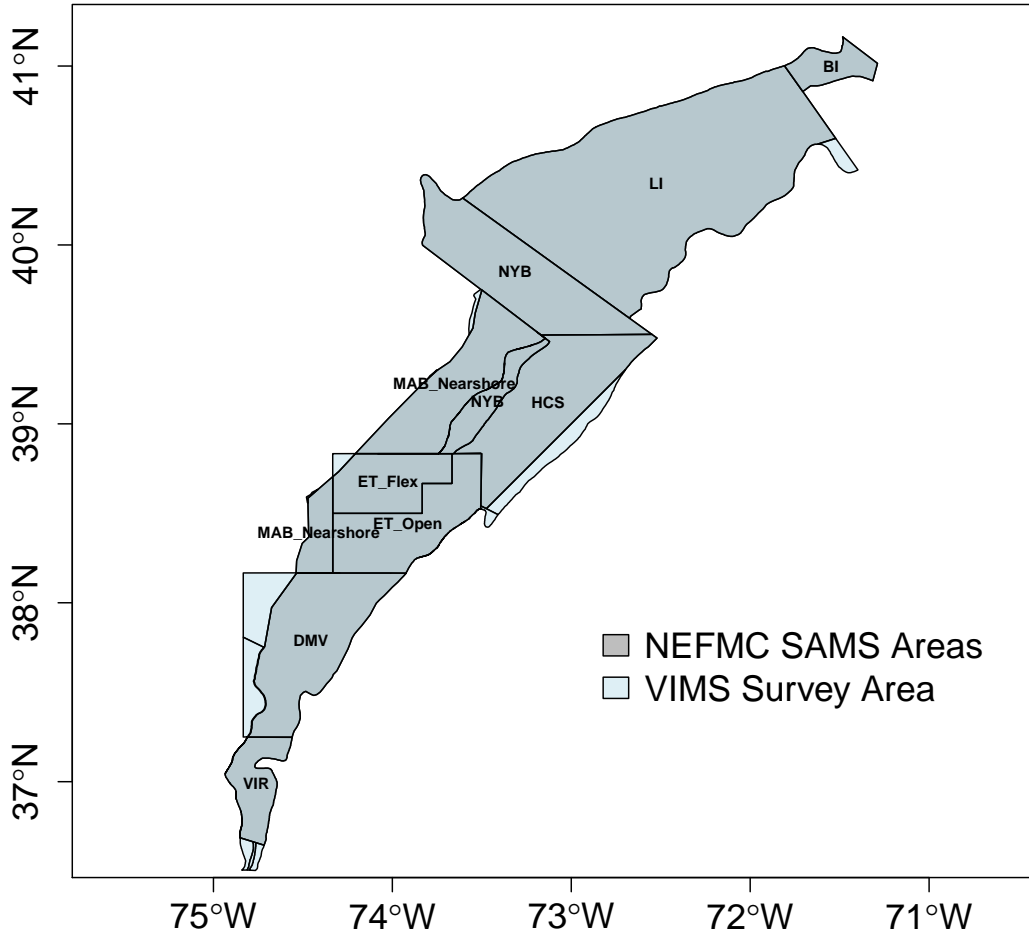 41°N
40°N
39°N
38°N
37°N
BI
LI
NYB
MAB_Nearshore
NYB
HCS
ET_Flex
ET_Open
MAB_Nearshore
DMV
VIR
NEFMC SAMS Areas
VIMS Survey Area
75°W
74°W
73°W
72°W
71°W